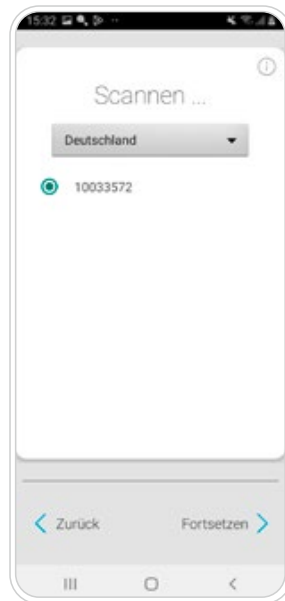 15:32
Scannen ...
Deutschland
10033572
Zurück
Fortsetzen